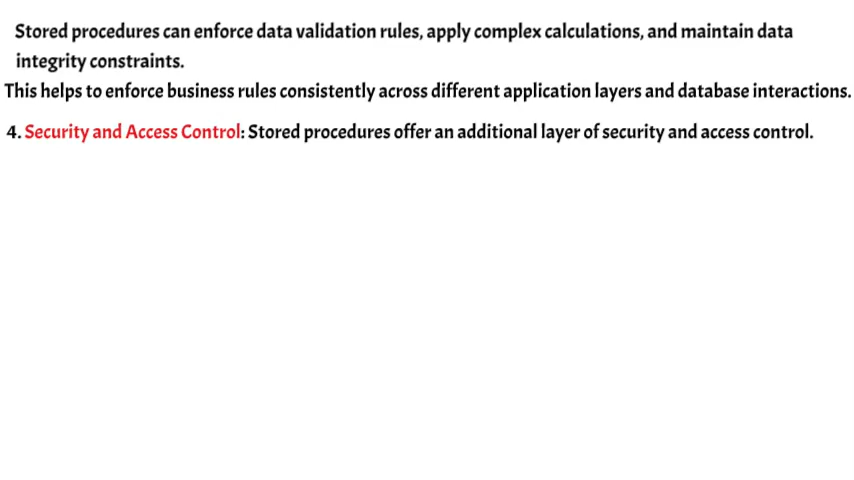 Stored procedures can enforce data validation rules, apply complex calculations, and maintain data
integrity constraints.
This helps to enforce business rules consistently across different application layers and database interactions.
4. Security and Access Control: Stored procedures offer an additional layer of security and access control.